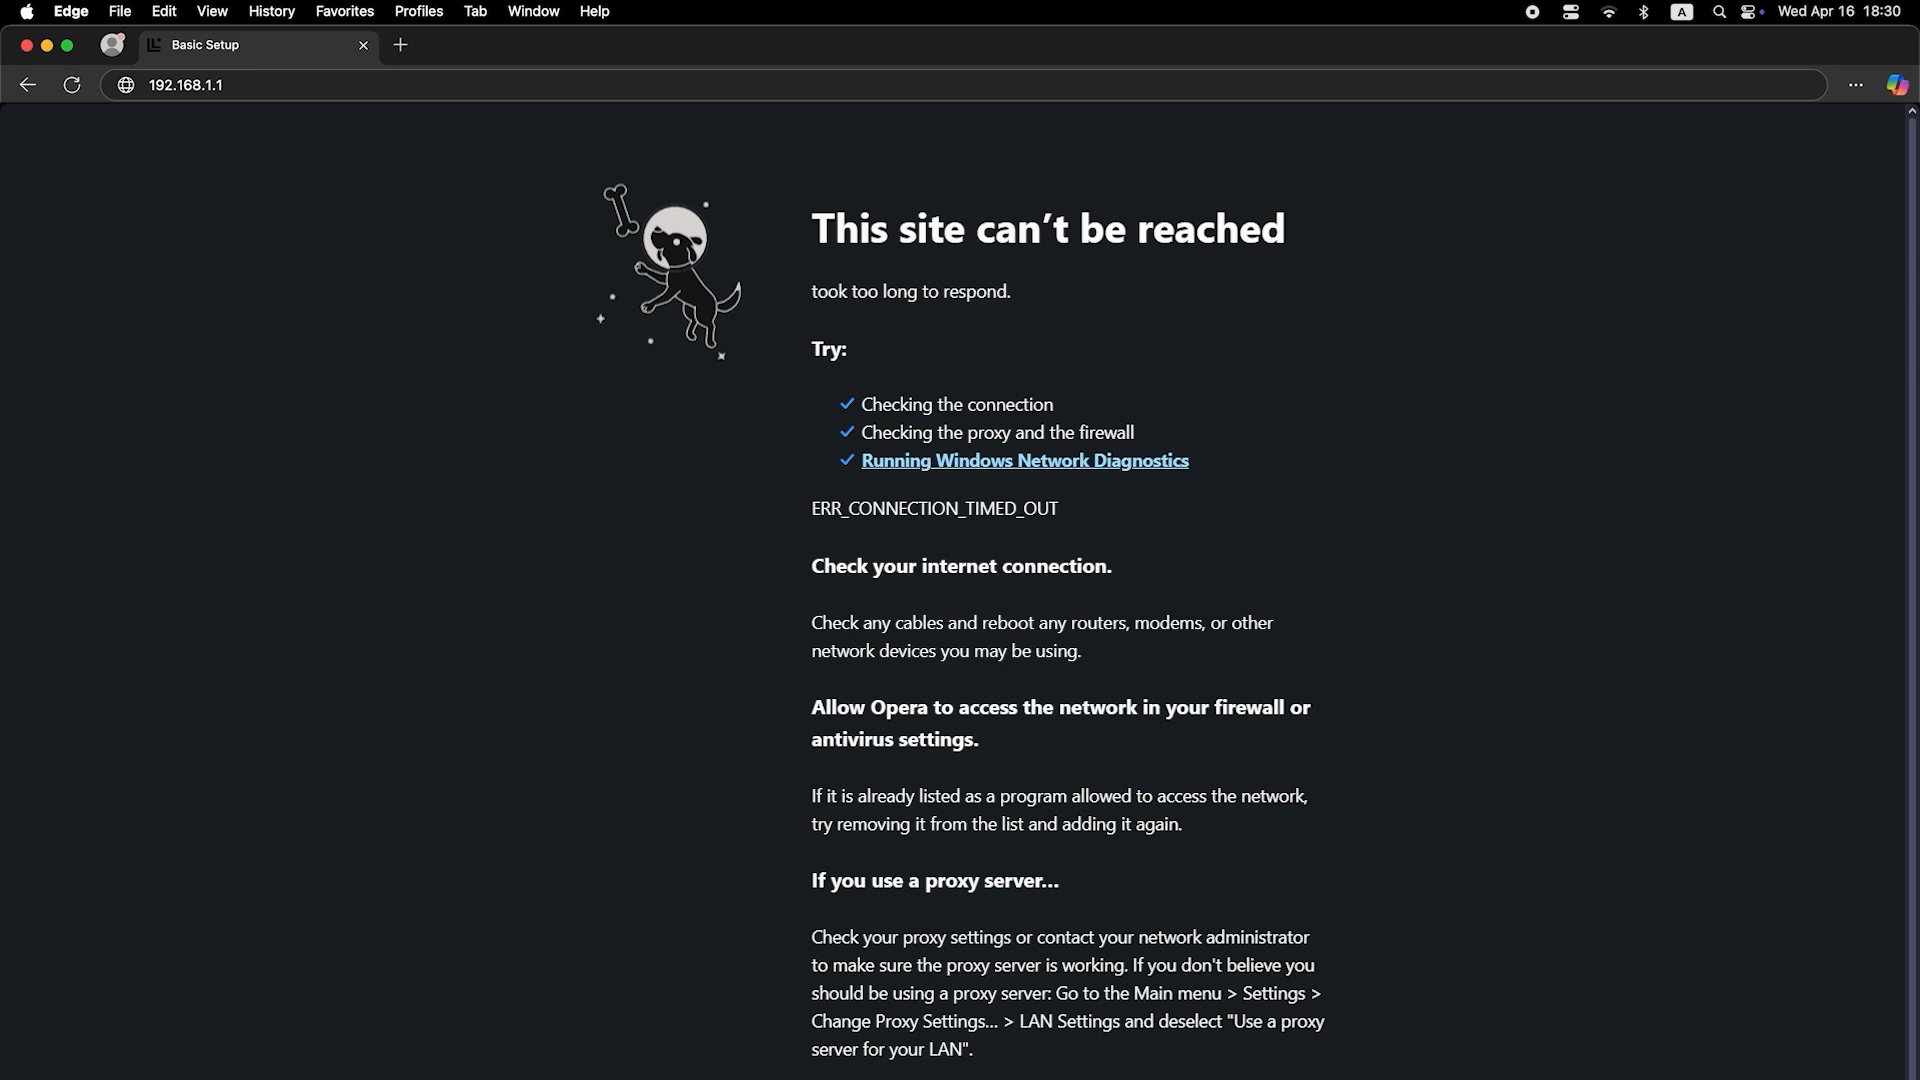 Edge File Edit View History Favorites Profiles Tab Window Help A Wed Apr 16 18:30
Basic Setup
192.168.1.1
This site can’t be reached
took too long to respond.
Try:
Checking the connection
Checking the proxy and the firewall
Running Windows Network Diagnostics
ERR_CONNECTION_TIMED_OUT
Check your internet connection.
Check any cables and reboot any routers, modems, or other
network devices you may be using.
Allow Opera to access the network in your firewall or
antivirus settings.
If it is already listed as a program allowed to access the network,
try removing it from the list and adding it again.
If you use a proxy server...
Check your proxy settings or contact your network administrator
to make sure the proxy server is working. If you don't believe you
should be using a proxy server: Go to the Main menu > Settings >
Change Proxy Settings... > LAN Settings and deselect "Use a proxy
server for your LAN".